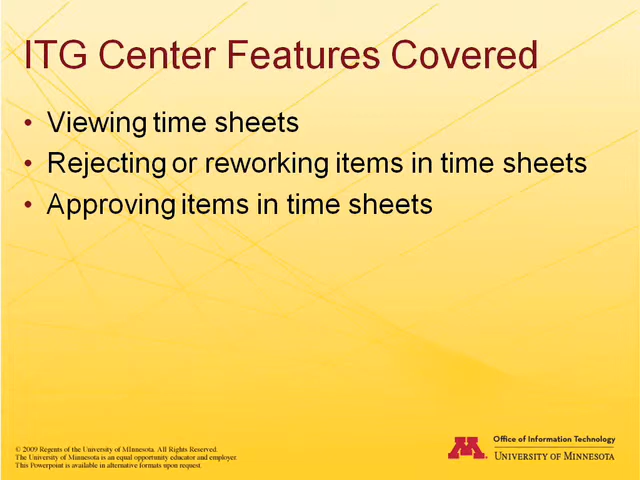 ITG Center Features Covered
• Viewing time sheets
• Rejecting or reworking items in time sheets
• Approving items in time sheets
© 2009 Regents of the University of MInnesota. All Rights Reserved.
The University of Minnesota is an equal opportunity educator and employer.
This Powerpoint is available in alternative formats upon request.
M
Office of Information Technology
UNIVERSITY OF MINNESOTA